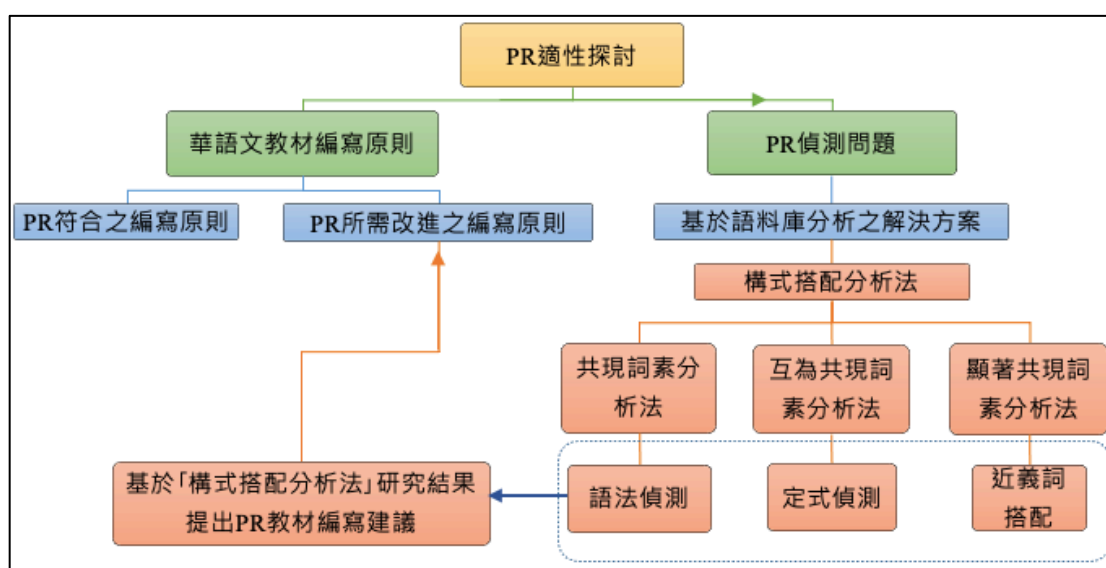 PR適性探討
華語文教材編寫原則
PR偵測問題
PR符合之編寫原則
PR所需改進之編寫原則
基於語料庫分析之解決方案
構式搭配分析法
共現詞素分
析法
互為共現詞
素分析法
顯著共現詞
素分析法
基於「構式搭配分析法」研究結果
提出PR教材編寫建議
語法偵測
定式偵測
近義詞
搭配